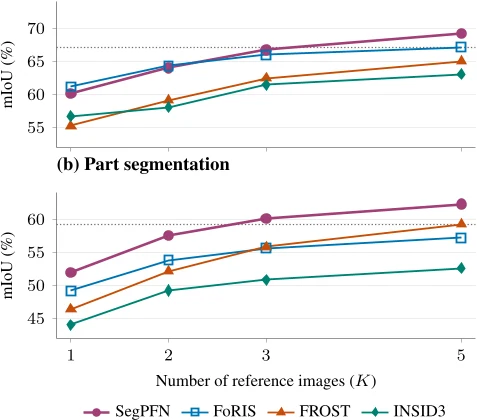 70
65
60
55
mIoU (%)
(b) Part segmentation
60
55
50
45
mIoU (%)
1 2 3 5
Number of reference images (K)
SegPFN FoRIS FROST INSID3